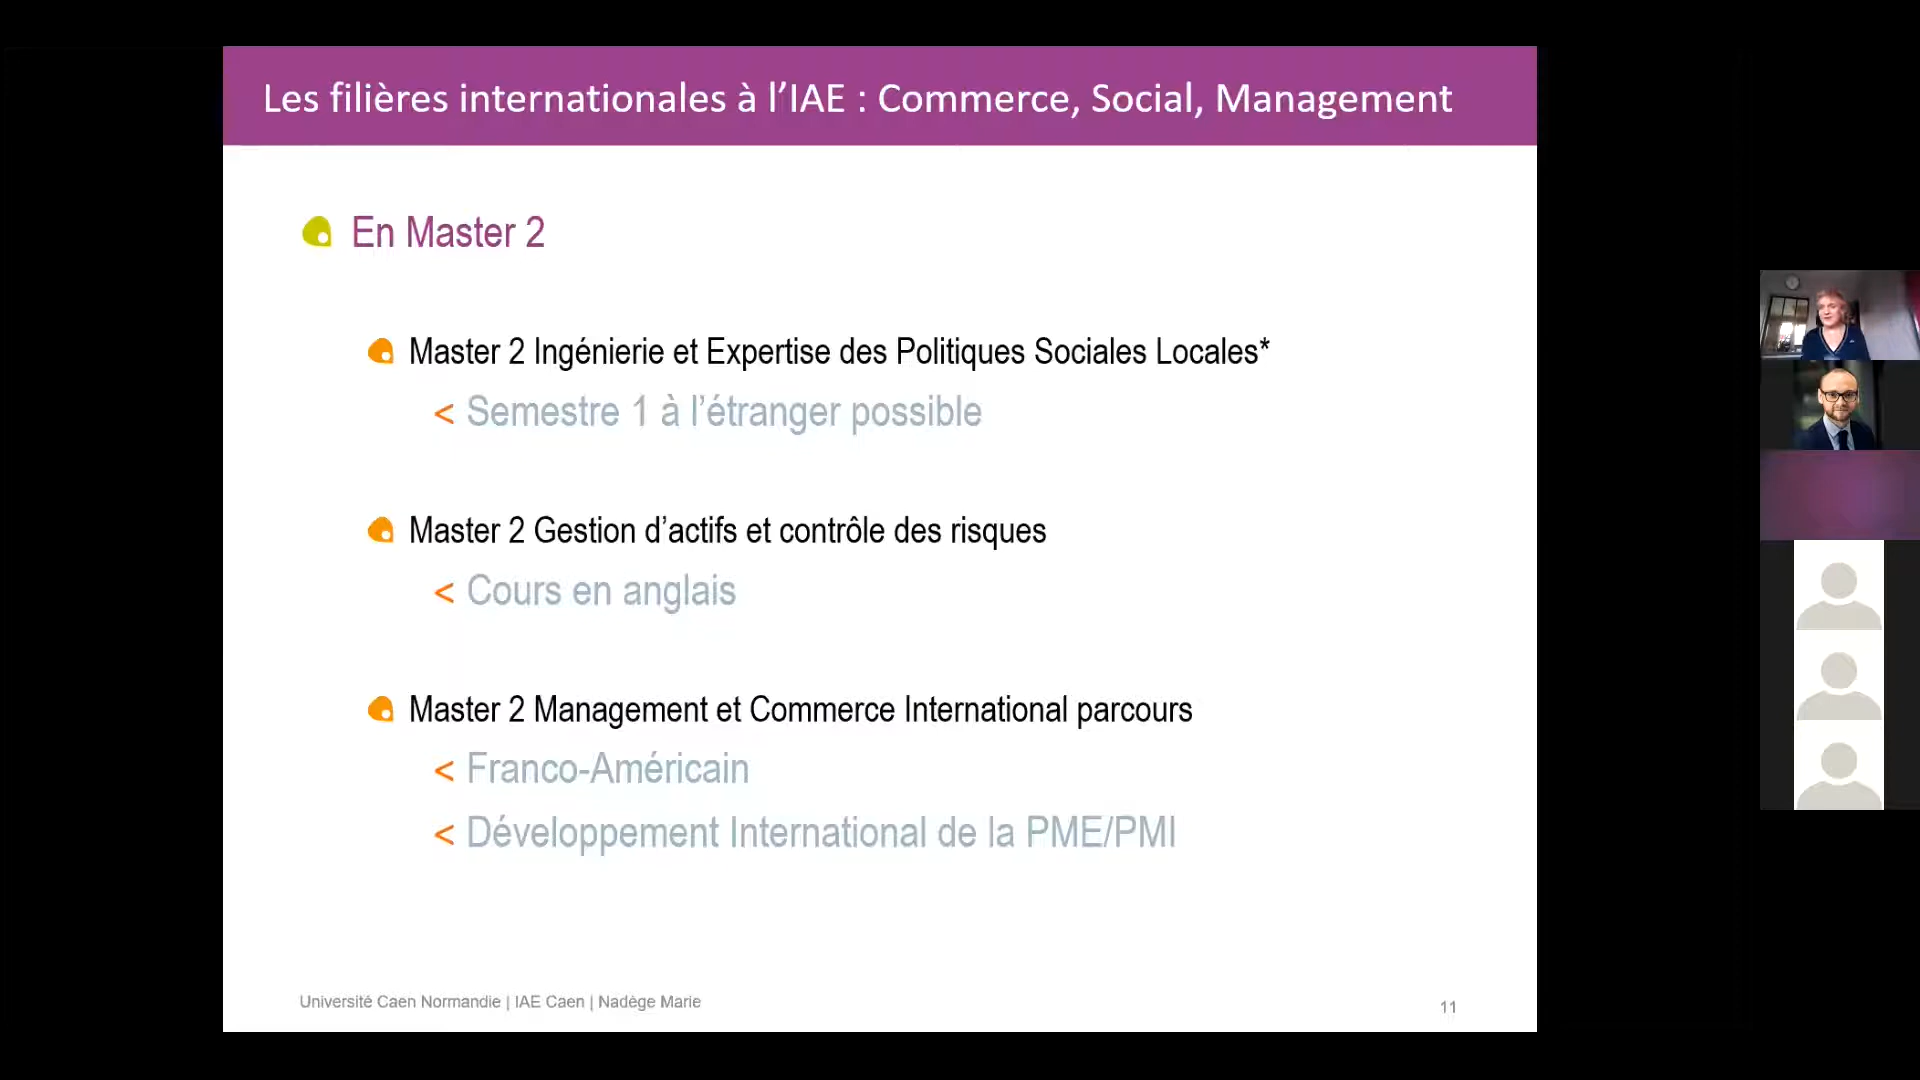 Les filières internationales à l’IAE : Commerce, Social, Management
En Master 2
Master 2 Ingénierie et Expertise des Politiques Sociales Locales*
< Semestre 1 à l’étranger possible
Master 2 Gestion d’actifs et contrôle des risques
< Cours en anglais
Master 2 Management et Commerce International parcours
< Franco-Américain
< Développement International de la PME/PMI
Université Caen Normandie | IAE Caen | Nadège Marie
11